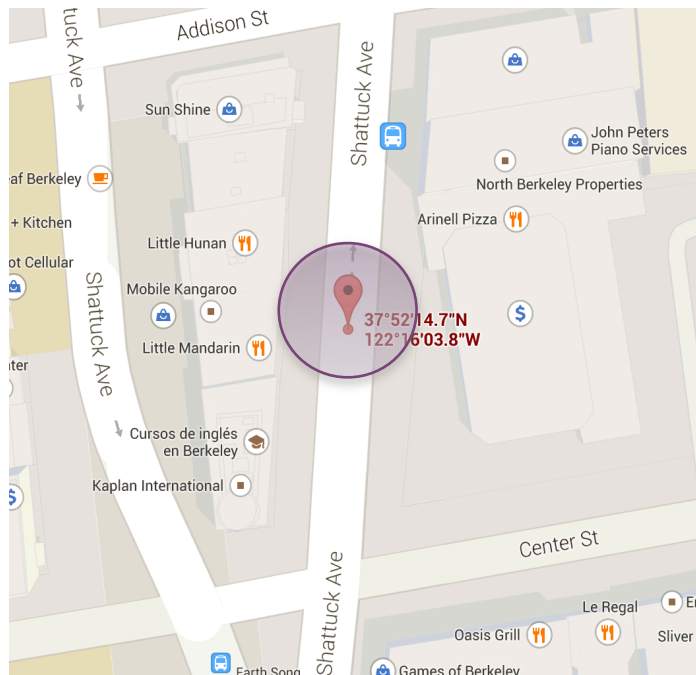 Addison St
tuck Ave
Shattuck Ave
Sun Shine
John Peters
Piano Services
eaf Berkeley
North Berkeley Properties
+ Kitchen
Arinell Pizza
Little Hunan
ot Cellular
Mobile Kangaroo
37°52'14.7"N
122°16'03.8"W
Shattuck Ave
Little Mandarin
ter
Cursos de inglés
en Berkeley
Kaplan International
Center St
Shattuck Ave
Le Regal
Oasis Grill
Sliver
Earth Song
Games of Berkeley
$
$